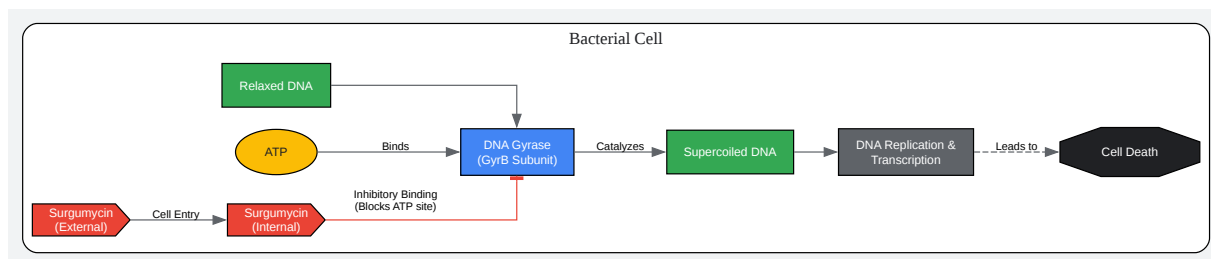 Bacterial Cell
Relaxed DNA
ATP
Binds
DNA Gyrase
(GyrB Subunit)
Catalyzes
Supercoiled DNA
DNA Replication &
Transcription
Leads to
Cell Death
Surgumycin
(External)
Cell Entry
Surgumycin
(Internal)
Inhibitory Binding
(Blocks ATP site)